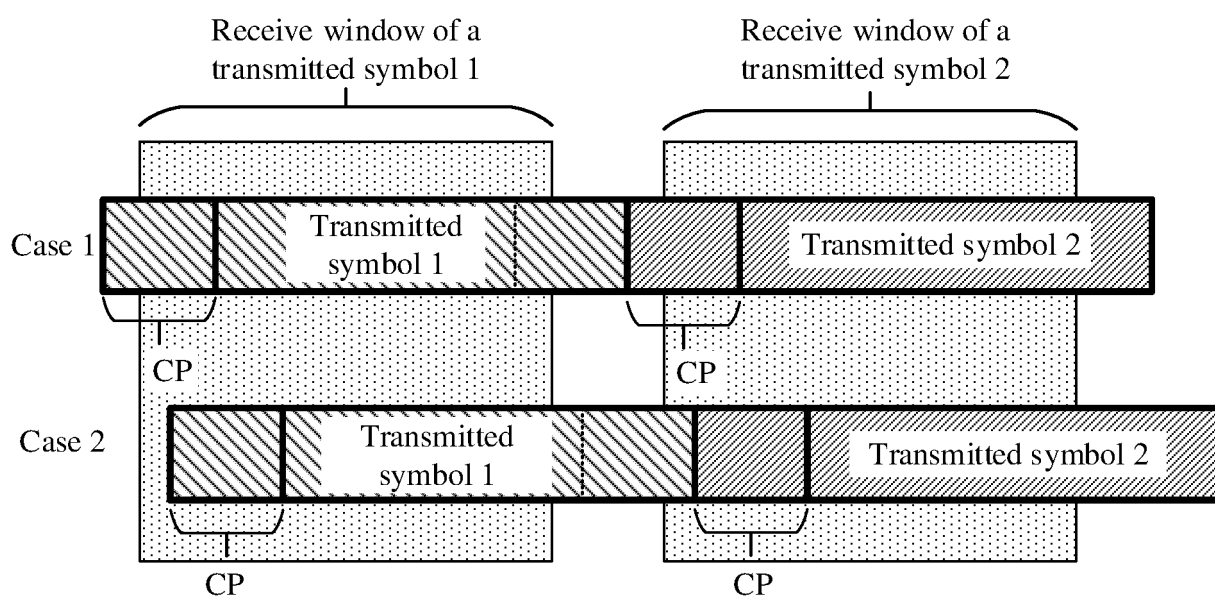 Receive window of a
transmitted symbol 1
Receive window of a
transmitted symbol 2
Case 1
Transmitted
symbol 1
Transmitted symbol 2
CP
CP
Case 2
Transmitted
symbol 1
Transmitted symbol 2
CP
CP